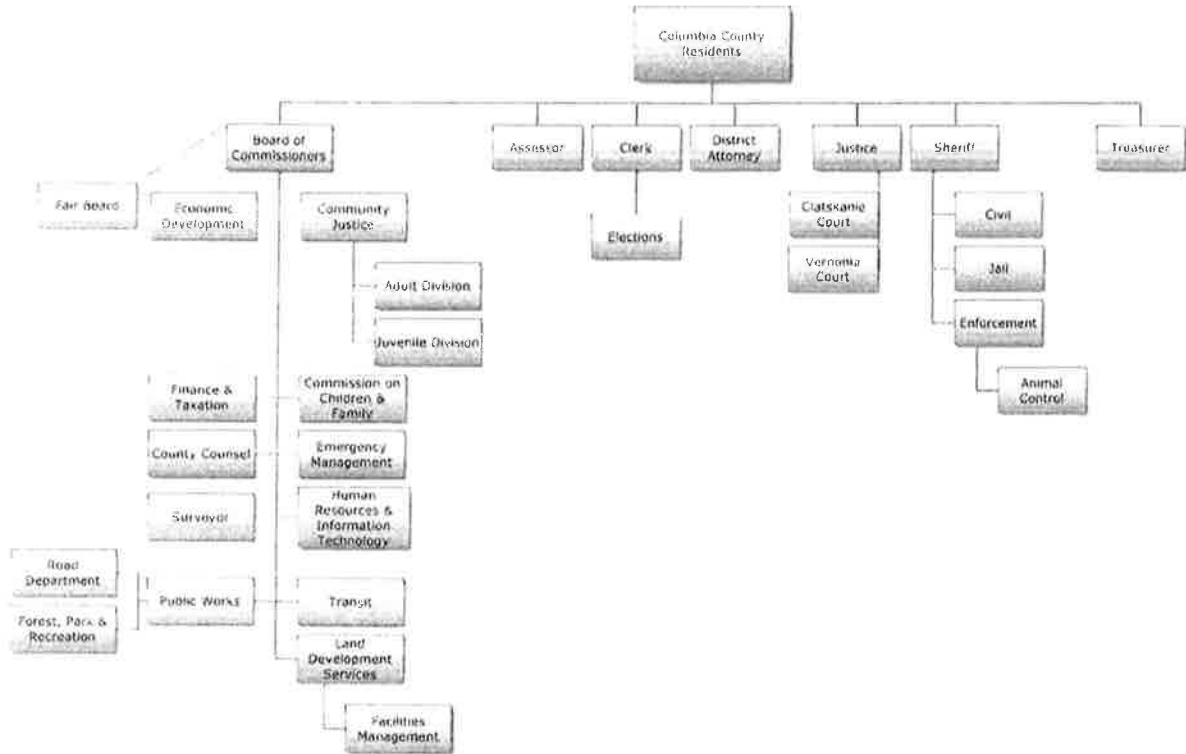 Columbia County
Residents
Board of
Commissioners
Assessor
Clerk
District
Attorney
Justice
Sheriff
Treasurer
Fair Board
Economic
Development
Community
Justice
Elections
Clatskanie
Court
Vernonia
Court
Civil
Jail
Enforcement
Animal
Control
Adult Division
Juvenile Division
Finance &
Taxation
Commission on
Children &
Family
County Counsel
Emergency
Management
Surveyor
Human
Resources &
Information
Technology
Road
Department
Forest, Park &
Recreation
Public Works
Transit
Land
Development
Services
Facilities
Management